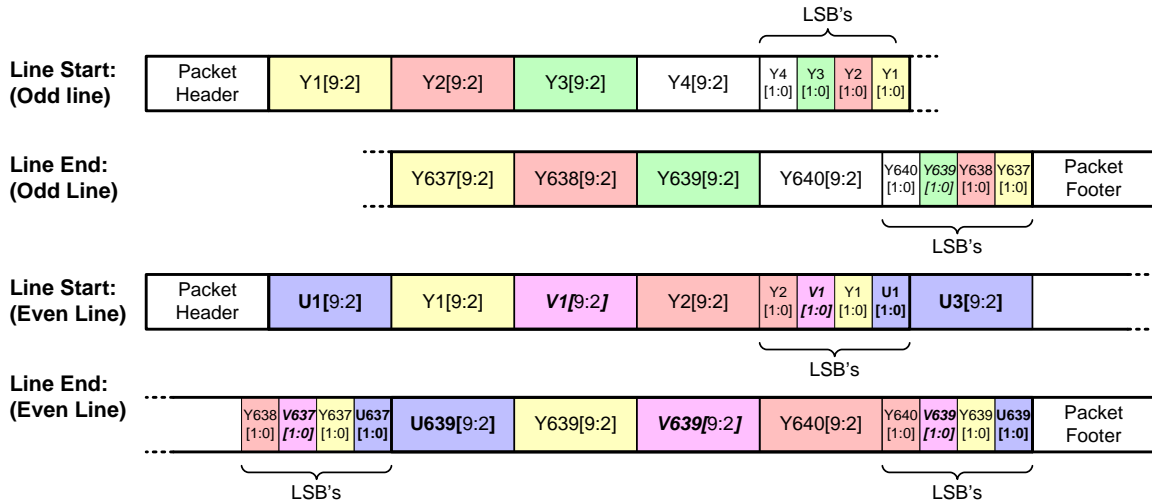 LSB's
Line Start:
(Odd line)
Packet
Header
Y1[9:2]
Y2[9:2]
Y3[9:2]
Y4[9:2]
Y4
[1:0]
Y3
[1:0]
Y2
[1:0]
Y1
[1:0]
Line End:
(Odd Line)
Y637[9:2]
Y638[9:2]
Y639[9:2]
Y640[9:2]
Y640
[1:0]
Y639
[1:0]
Y638
[1:0]
Y637
[1:0]
Packet
Footer
LSB's
Line Start:
(Even Line)
Packet
Header
U1[9:2]
Y1[9:2]
V1[9:2]
Y2[9:2]
Y2
[1:0]
V1
[1:0]
Y1
[1:0]
U1
[1:0]
U3[9:2]
LSB's
Line End:
(Even Line)
Y638
[1:0]
V637
[1:0]
Y637
[1:0]
U637
[1:0]
U639[9:2]
Y639[9:2]
V639[9:2]
Y640[9:2]
Y640
[1:0]
V639
[1:0]
Y639
[1:0]
U639
[1:0]
Packet
Footer
LSB's
LSB's